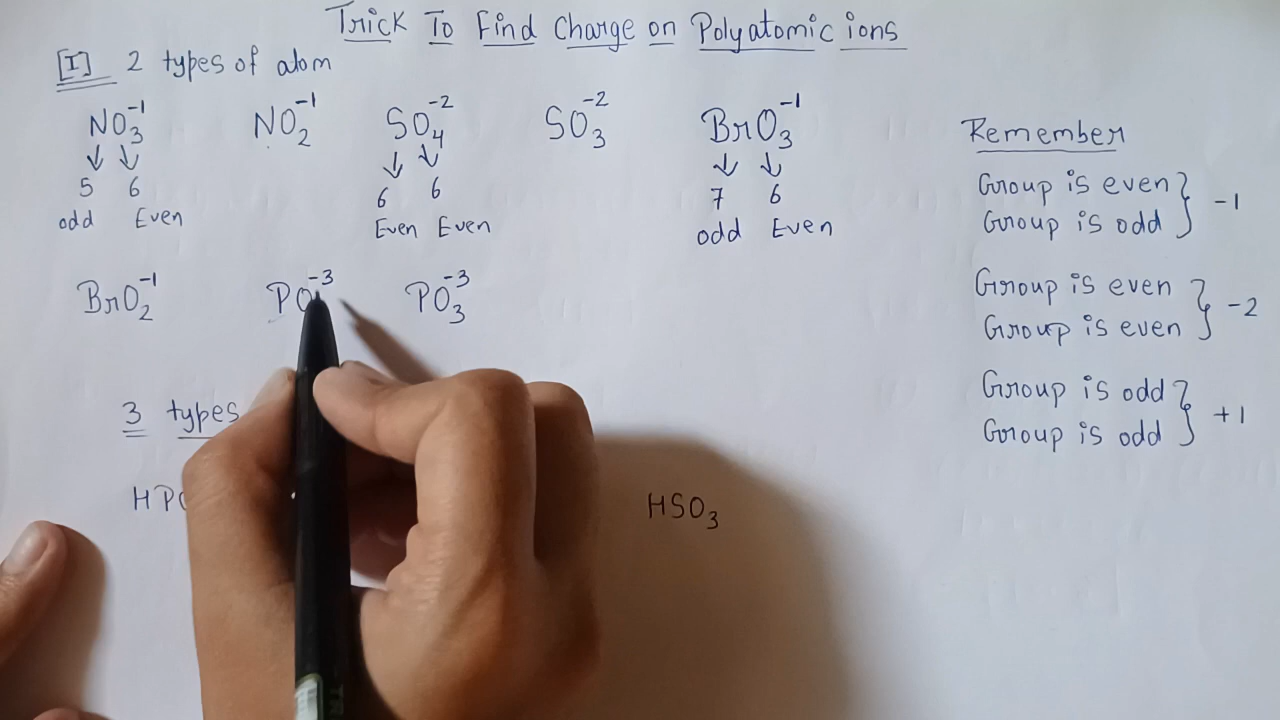 Trick To Find Charge on Polyatomic ions
[I] 2 types of atom
NO₃⁻¹ NO₂⁻¹ SO₄⁻² SO₃⁻² BrO₃⁻¹
↓ ↓ ↓ ↓ ↓ ↓
5 6 6 6 7 6
odd Even Even Even odd Even
BrO₂⁻¹ PO⁻³ PO₃⁻³
3 types
HPO HSO₃
Remember
Group is even
Group is odd } -1
Group is even
Group is even } -2
Group is odd
Group is odd } +1